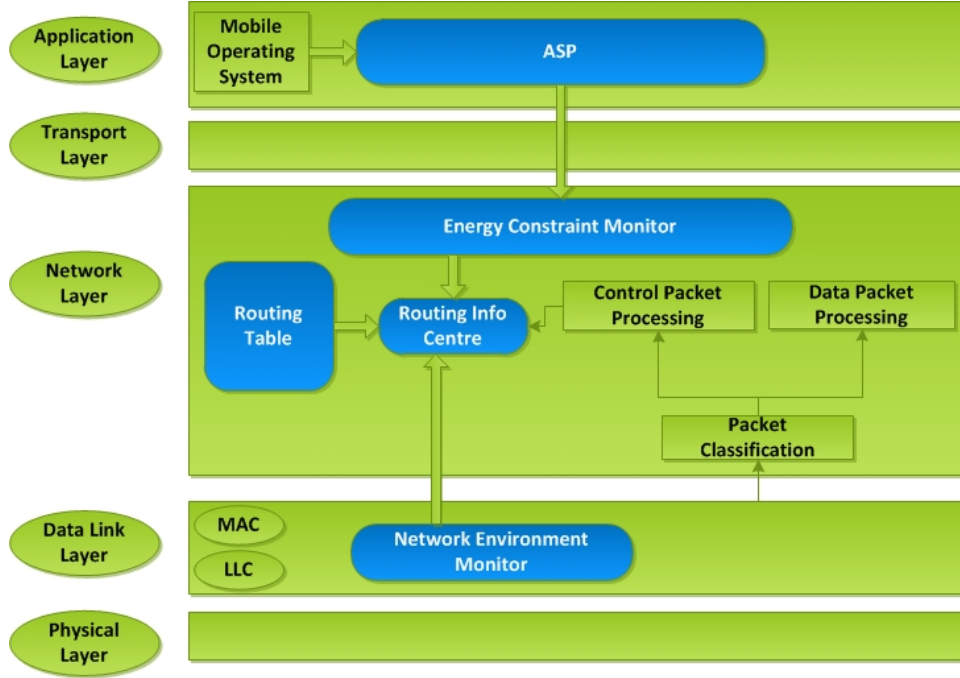 Application
Layer
Mobile
Operating
System
ASP
Transport
Layer
Network
Layer
Energy Constraint Monitor
Routing
Table
Routing Info
Centre
Control Packet
Processing
Data Packet
Processing
Packet
Classification
Data Link
Layer
MAC
LLC
Network Environment
Monitor
Physical
Layer